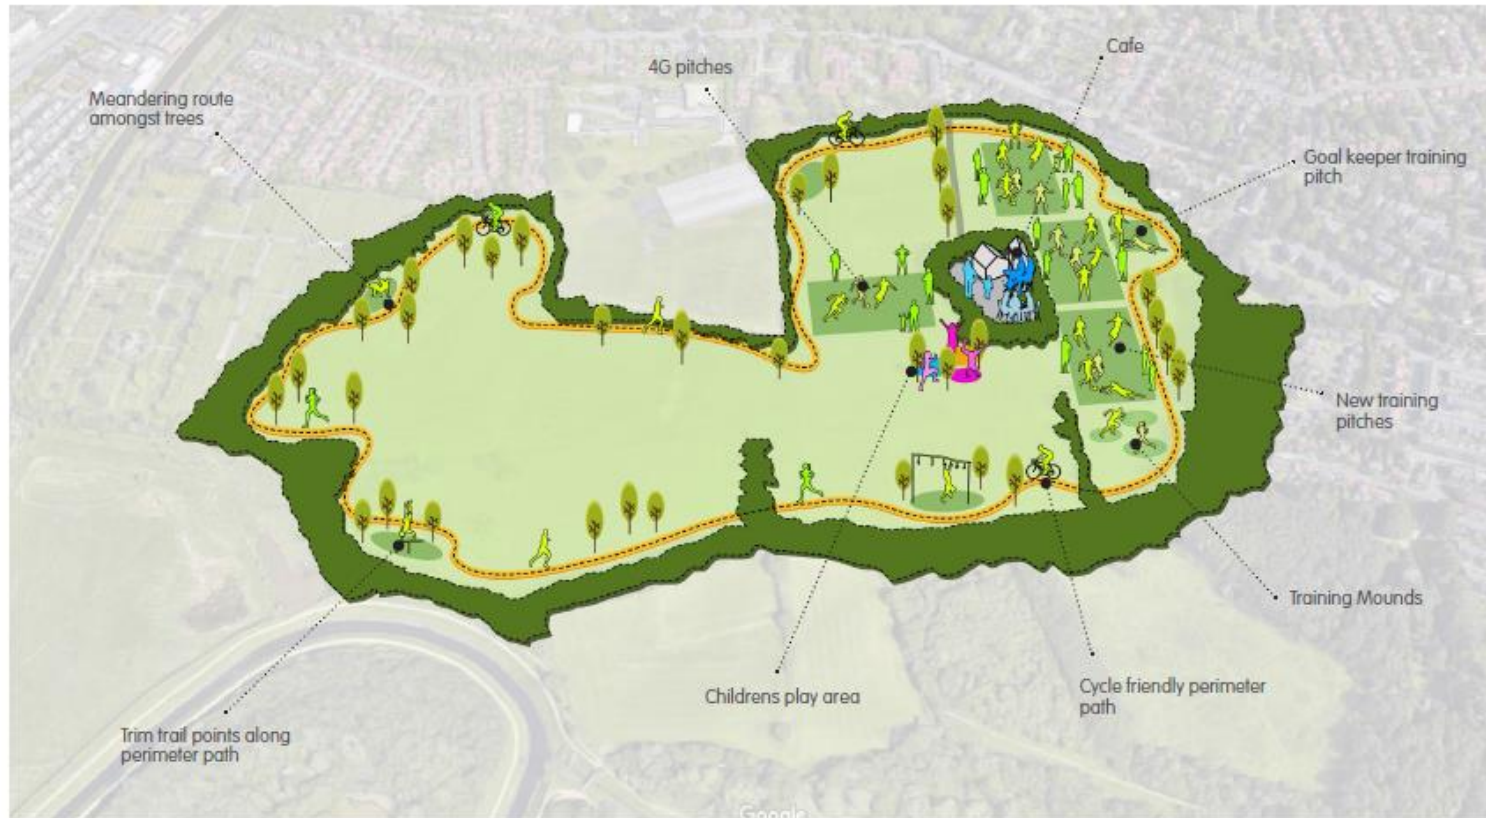 Cafe
4G pitches
Meandering route
amongst trees
Goal keeper training
pitch
New training
pitches
Training Mounds
Cycle friendly perimeter
path
Childrens play area
Trim trail points along
perimeter path
Google